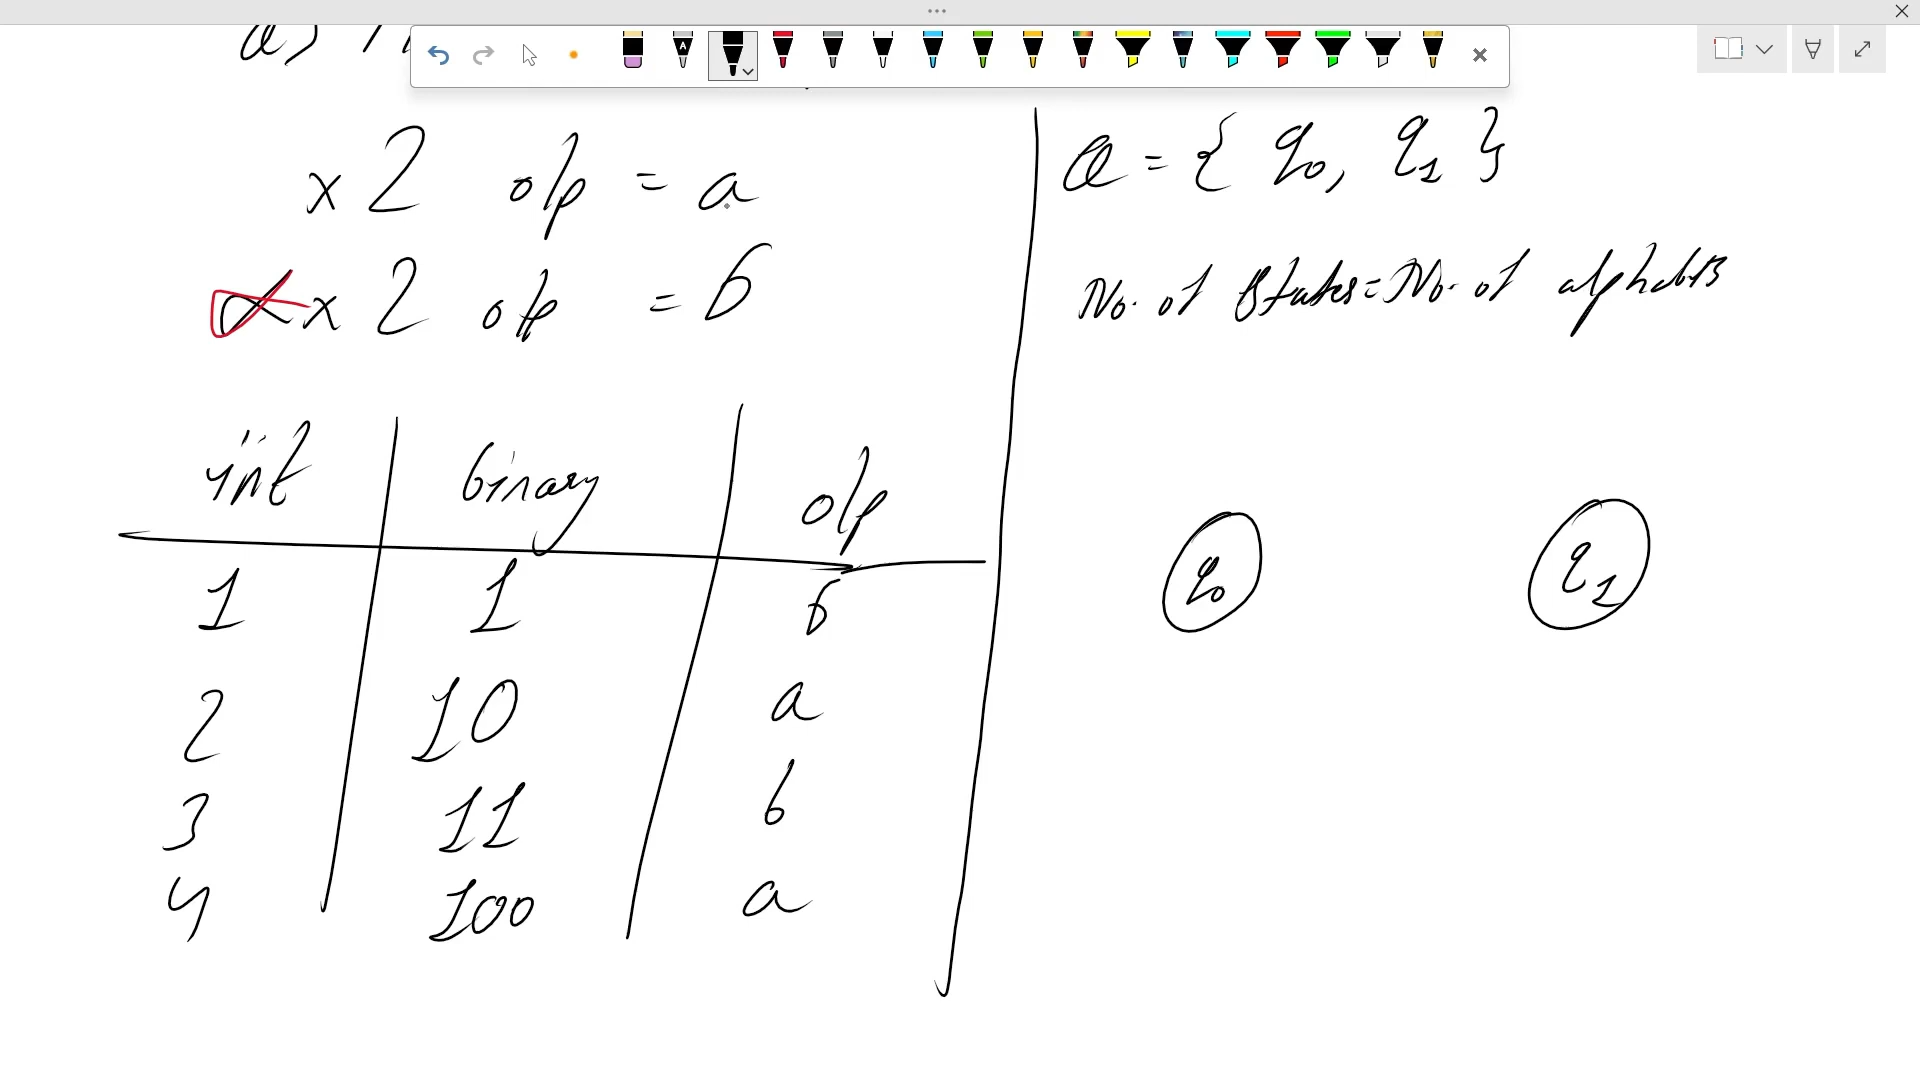 x 2 o/p = a
x 2 o/p = b
int binary o/p
1 1 b
2 10 a
3 11 b
4 100 a
Q = { q0, q1 }
No. of States = No. of alphabets
q0 q1